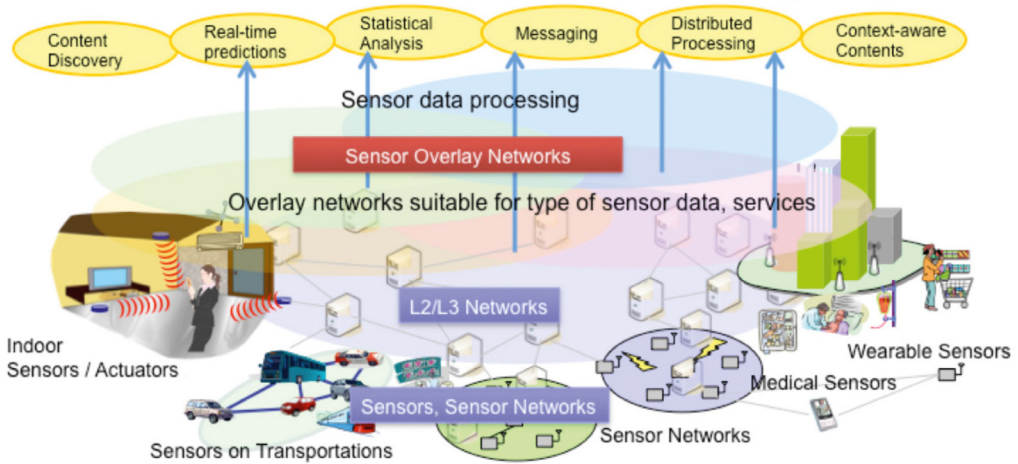 Content
Discovery
Real-time
predictions
Statistical
Analysis
Messaging
Distributed
Processing
Context-aware
Contents
Sensor data processing
Sensor Overlay Networks
Overlay networks suitable for type of sensor data, services
L2/L3 Networks
Indoor
Sensors / Actuators
Wearable Sensors
Medical Sensors
Sensors, Sensor Networks
Sensor Networks
Sensors on Transportations